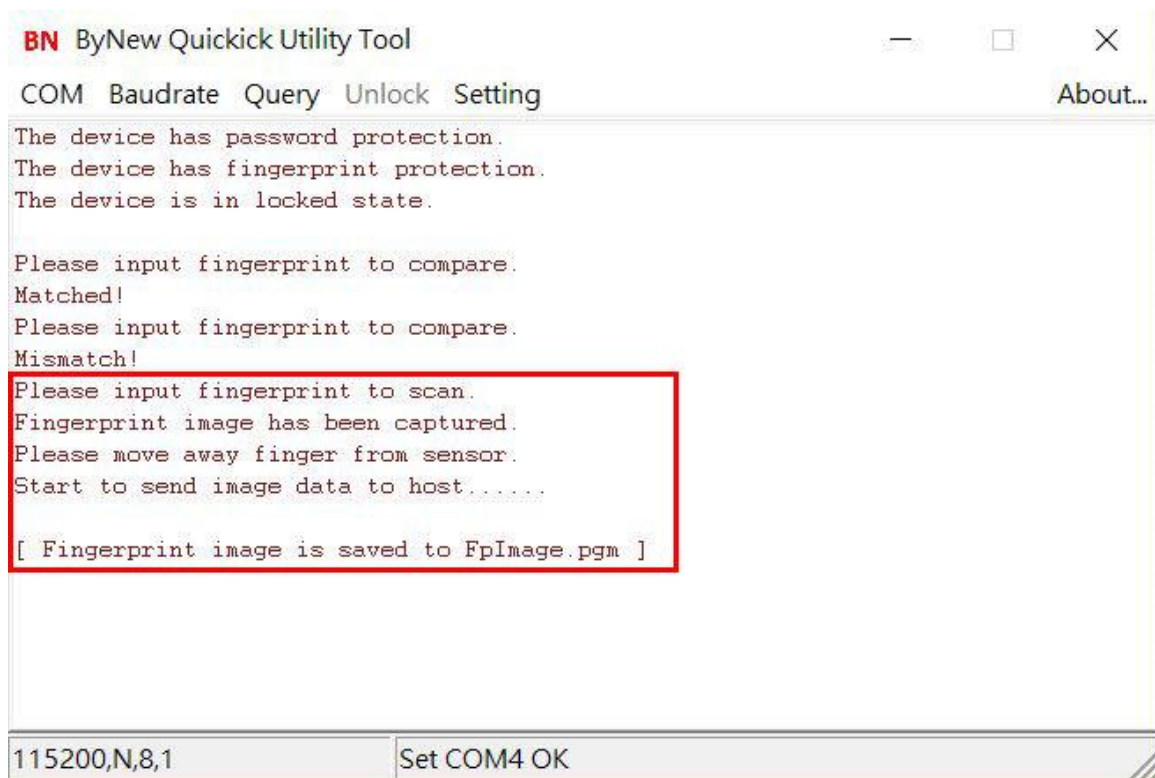 BN ByNew Quickick Utility Tool
COM Baudrate Query Unlock Setting About...
The device has password protection.
The device has fingerprint protection.
The device is in locked state.
Please input fingerprint to compare.
Matched!
Please input fingerprint to compare.
Mismatch!
Please input fingerprint to scan.
Fingerprint image has been captured.
Please move away finger from sensor.
Start to send image data to host......
[ Fingerprint image is saved to FpImage.pgm ]
115200,N,8,1 Set COM4 OK